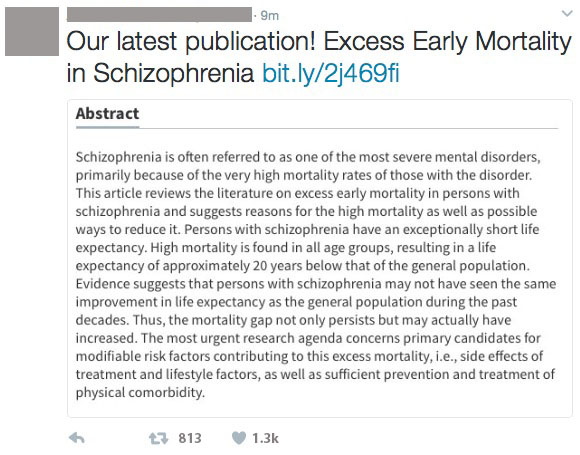 · 9m
Our latest publication! Excess Early Mortality
in Schizophrenia bit.ly/2j469fi
Abstract
Schizophrenia is often referred to as one of the most severe mental disorders,
primarily because of the very high mortality rates of those with the disorder.
This article reviews the literature on excess early mortality in persons with
schizophrenia and suggests reasons for the high mortality as well as possible
ways to reduce it. Persons with schizophrenia have an exceptionally short life
expectancy. High mortality is found in all age groups, resulting in a life
expectancy of approximately 20 years below that of the general population.
Evidence suggests that persons with schizophrenia may not have seen the same
improvement in life expectancy as the general population during the past
decades. Thus, the mortality gap not only persists but may actually have
increased. The most urgent research agenda concerns primary candidates for
modifiable risk factors contributing to this excess mortality, i.e., side effects of
treatment and lifestyle factors, as well as sufficient prevention and treatment of
physical comorbidity.
813 1.3k